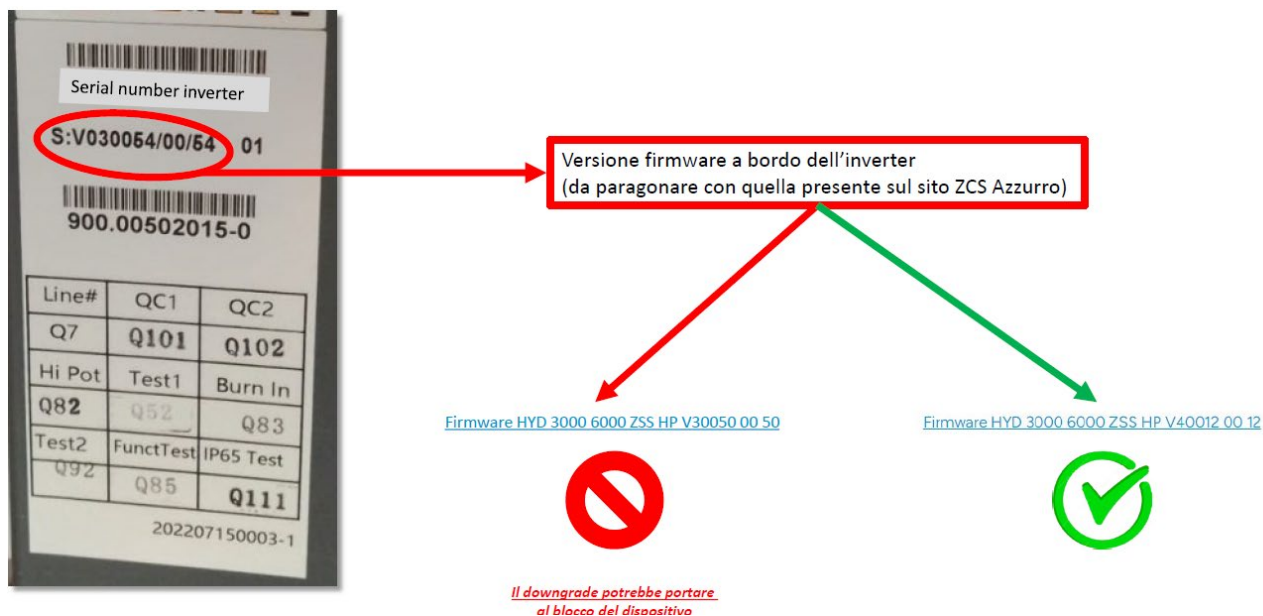 Serial number inverter
S:V030054/00/54 01
900.00502015-0
Line# QC1 QC2
Q7 Q101 Q102
Hi Pot Test1 Burn In
Q82 Q52 Q83
Test2 FunctTest IP65 Test
Q92 Q85 Q111
202207150003-1
Versione firmware a bordo dell'inverter
(da paragonare con quella presente sul sito ZCS Azzurro)
Firmware HYD 3000 6000 ZSS HP V30050 00 50
Firmware HYD 3000 6000 ZSS HP V40012 00 12
Il downgrade potrebbe portare
al blocco del dispositivo